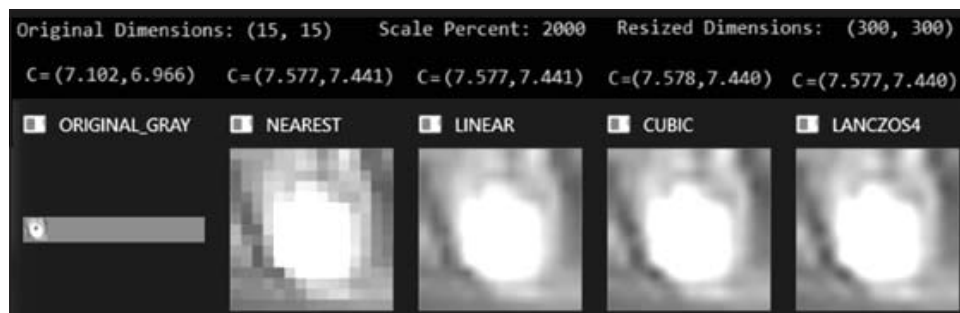 Original Dimensions: (15, 15) Scale Percent: 2000 Resized Dimensions: (300, 300)
C=(7.102,6.966) C=(7.577,7.441) C=(7.577,7.441) C=(7.578,7.440) C=(7.577,7.440)
ORIGINAL_GRAY NEAREST LINEAR CUBIC LANCZOS4